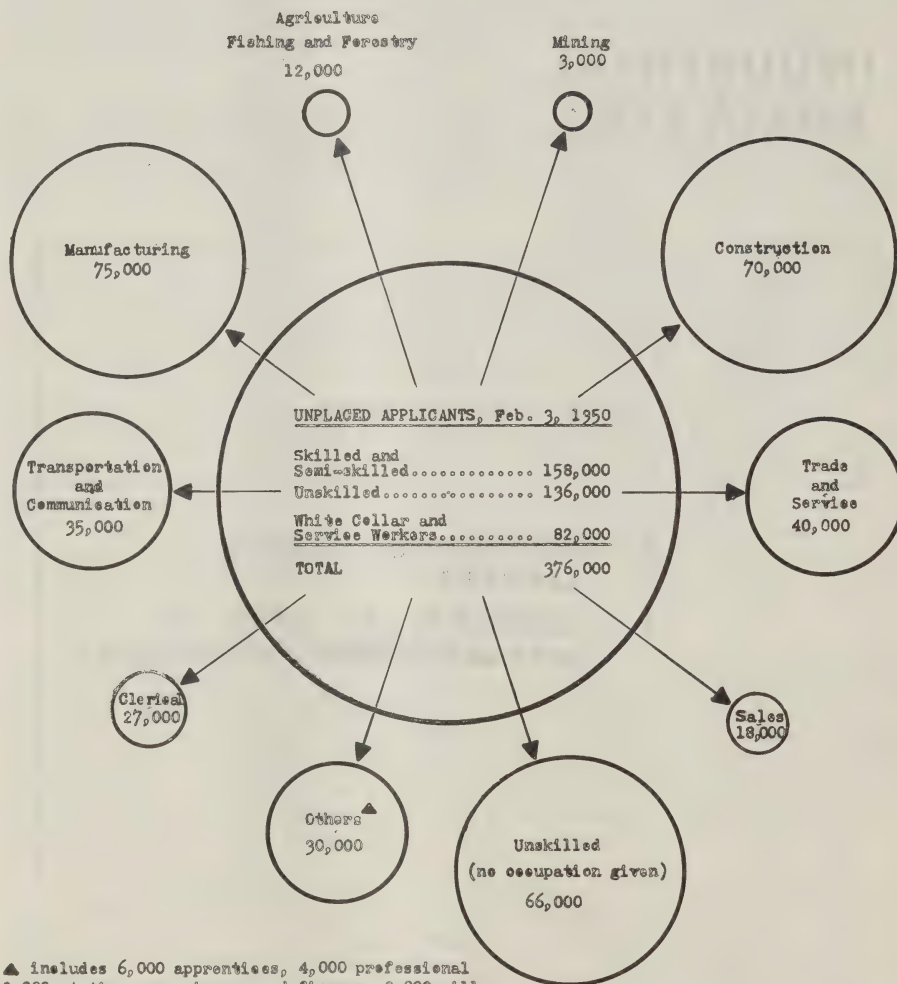 Agriculture
Fishing and Forestry
12,000
Mining
3,000
Manufacturing
75,000
Construction
70,000
UNPLACED APPLICANTS, Feb. 3, 1950
Skilled and
Semi-skilled............. 158,000
Unskilled................ 136,000
White Collar and
Service Workers.......... 82,000
TOTAL 376,000
Transportation
and
Communication
35,000
Trade
and
Service
40,000
Clerical
27,000
Sales
18,000
Others ▲
30,000
Unskilled
(no occupation given)
66,000
▲ includes 6,000 apprentices, 4,000 professional